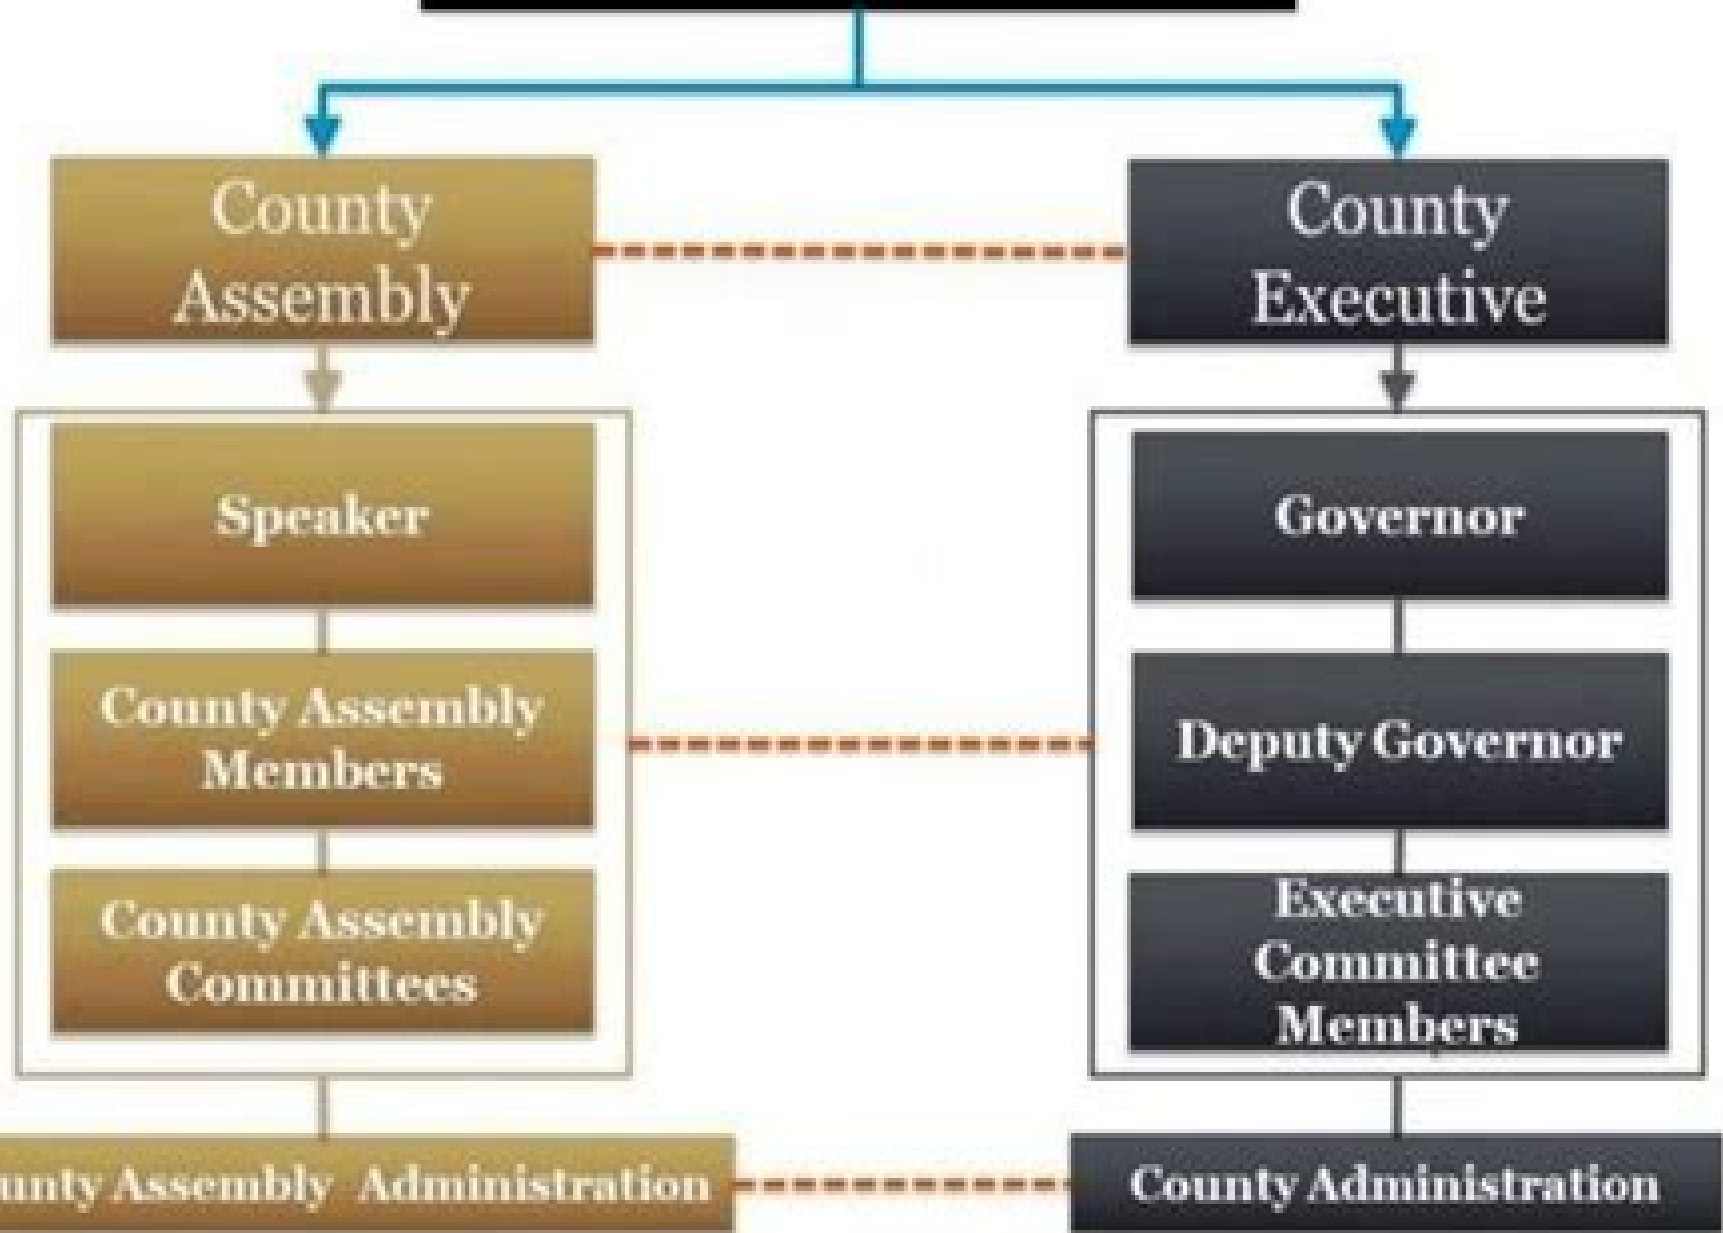 County
Assembly
County
Executive
Speaker
County Assembly
Members
County Assembly
Committees
Governor
Deputy Governor
Executive
Committee
Members
unty Assembly Administration
County Administration